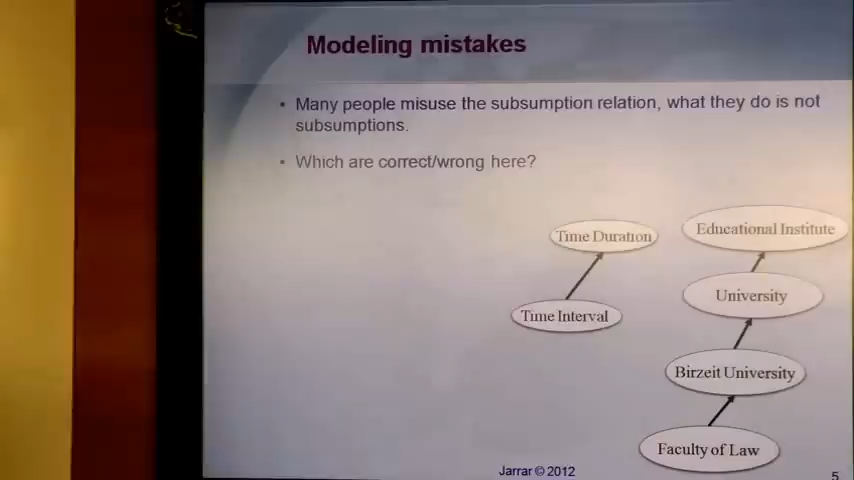 Modeling mistakes
• Many people misuse the subsumption relation, what they do is not
subsumptions.
• Which are correct/wrong here?
Time Duration
Educational Institute
Time Interval
University
Birzeit University
Faculty of Law
Jarrar © 2012
5